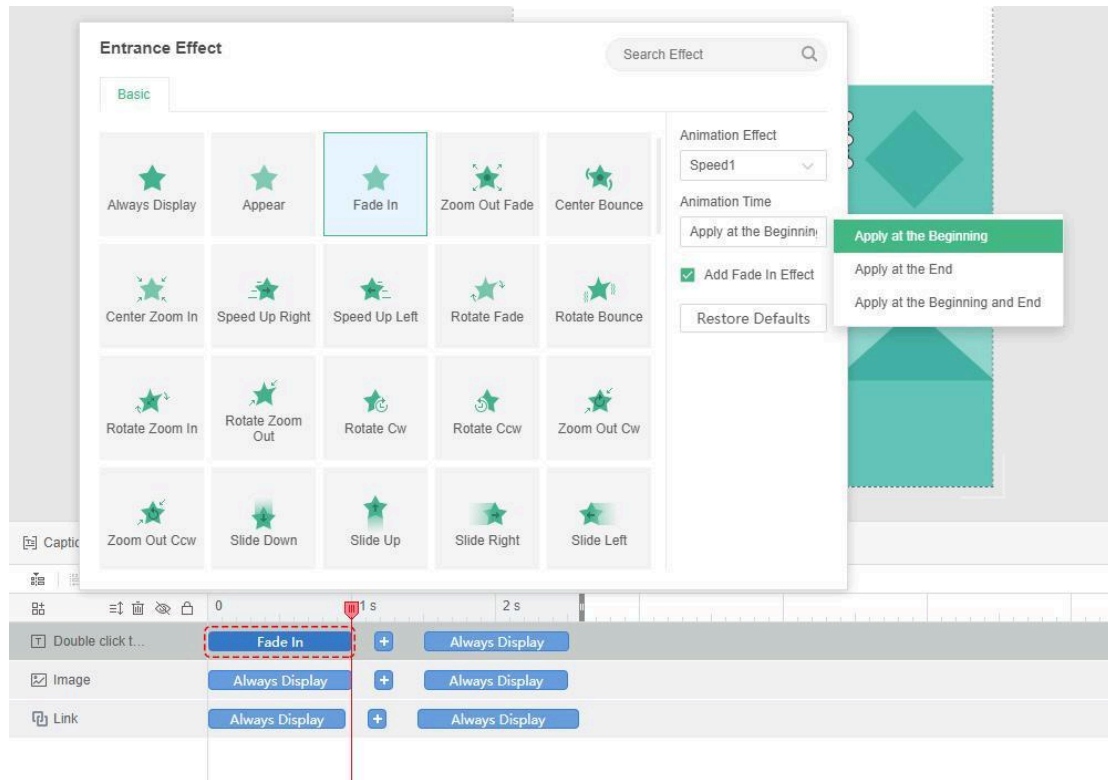 Entrance Effect
Search Effect
Basic
Always Display
Appear
Fade In
Zoom Out Fade
Center Bounce
Center Zoom In
Speed Up Right
Speed Up Left
Rotate Fade
Rotate Bounce
Rotate Zoom In
Rotate Zoom
Out
Rotate Cw
Rotate Ccw
Zoom Out Cw
Zoom Out Ccw
Slide Down
Slide Up
Slide Right
Slide Left
Animation Effect
Speed1
Animation Time
Apply at the Beginning
Add Fade In Effect
Restore Defaults
Apply at the Beginning
Apply at the End
Apply at the Beginning and End
Captio
0 1 s 2 s
Double click t... Fade In + Always Display
Image Always Display + Always Display
Link Always Display + Always Display